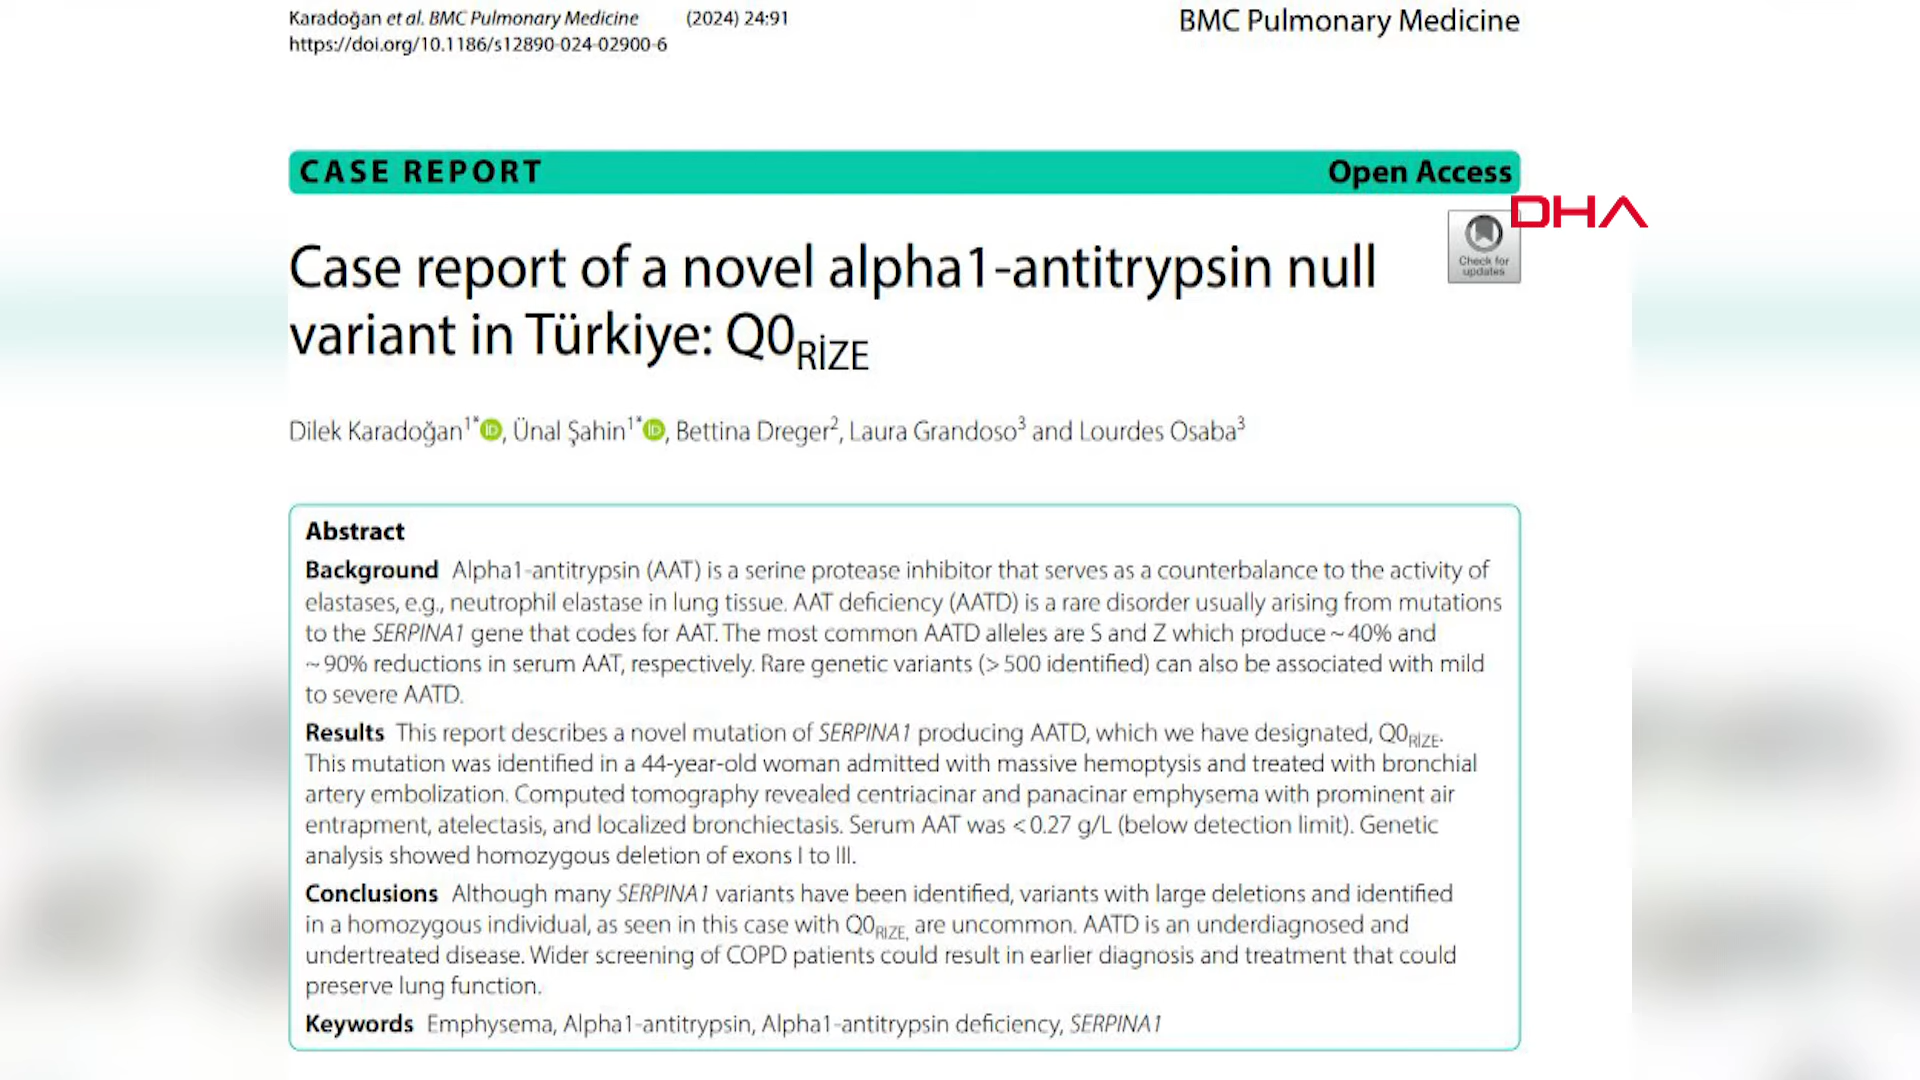 Karadoğan et al. BMC Pulmonary Medicine (2024) 24:91
https://doi.org/10.1186/s12890-024-02900-6
BMC Pulmonary Medicine
CASE REPORT Open Access
DHA
Check for
updates
Case report of a novel alpha1-antitrypsin null
variant in Türkiye: Q0RİZE
Dilek Karadoğan1*iD, Ünal Şahin1*iD, Bettina Dreger2, Laura Grandoso3 and Lourdes Osaba3
Abstract
Background Alpha1-antitrypsin (AAT) is a serine protease inhibitor that serves as a counterbalance to the activity of
elastases, e.g., neutrophil elastase in lung tissue. AAT deficiency (AATD) is a rare disorder usually arising from mutations
to the SERPINA1 gene that codes for AAT. The most common AATD alleles are S and Z which produce ~ 40% and
~ 90% reductions in serum AAT, respectively. Rare genetic variants (> 500 identified) can also be associated with mild
to severe AATD.
Results This report describes a novel mutation of SERPINA1 producing AATD, which we have designated, Q0RİZE.
This mutation was identified in a 44-year-old woman admitted with massive hemoptysis and treated with bronchial
artery embolization. Computed tomography revealed centriacinar and panacinar emphysema with prominent air
entrapment, atelectasis, and localized bronchiectasis. Serum AAT was < 0.27 g/L (below detection limit). Genetic
analysis showed homozygous deletion of exons I to III.
Conclusions Although many SERPINA1 variants have been identified, variants with large deletions and identified
in a homozygous individual, as seen in this case with Q0RIZE, are uncommon. AATD is an underdiagnosed and
undertreated disease. Wider screening of COPD patients could result in earlier diagnosis and treatment that could
preserve lung function.
Keywords Emphysema, Alpha1-antitrypsin, Alpha1-antitrypsin deficiency, SERPINA1